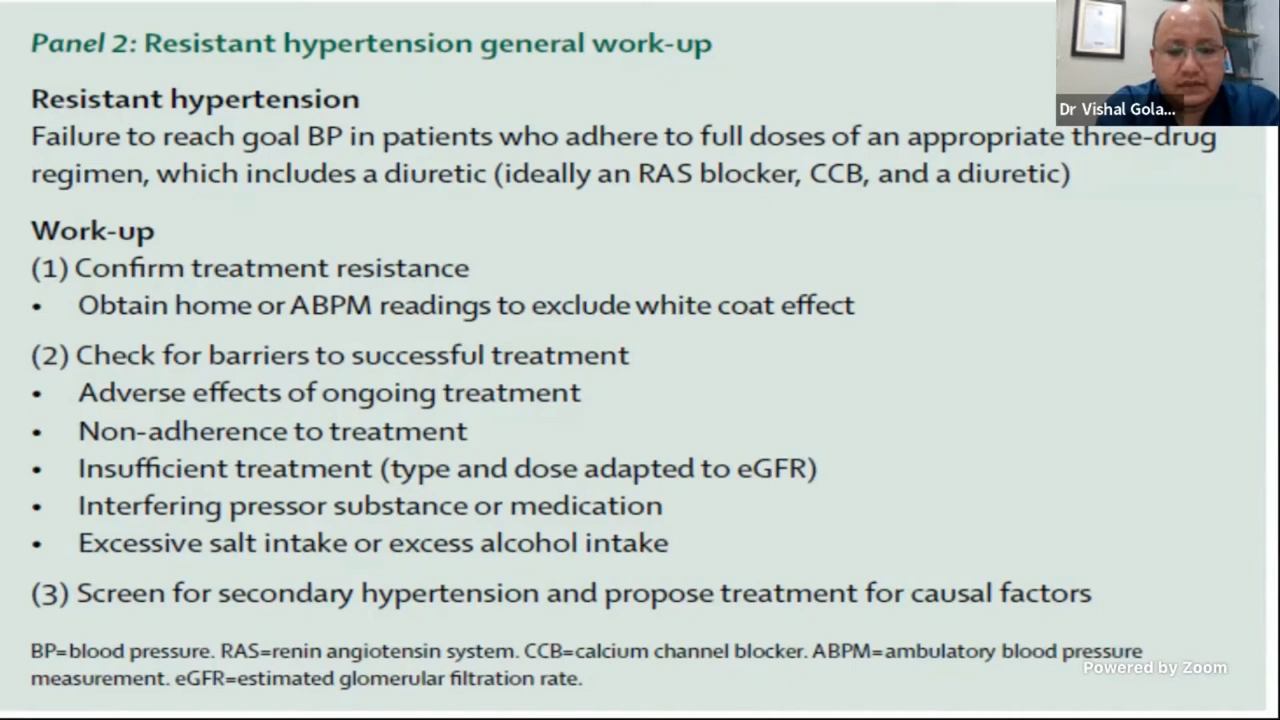 Panel 2: Resistant hypertension general work-up
Dr Vishal Gola...
Resistant hypertension
Failure to reach goal BP in patients who adhere to full doses of an appropriate three-drug
regimen, which includes a diuretic (ideally an RAS blocker, CCB, and a diuretic)
Work-up
(1) Confirm treatment resistance
• Obtain home or ABPM readings to exclude white coat effect
(2) Check for barriers to successful treatment
• Adverse effects of ongoing treatment
• Non-adherence to treatment
• Insufficient treatment (type and dose adapted to eGFR)
• Interfering pressor substance or medication
• Excessive salt intake or excess alcohol intake
(3) Screen for secondary hypertension and propose treatment for causal factors
BP=blood pressure. RAS=renin angiotensin system. CCB=calcium channel blocker. ABPM=ambulatory blood pressure
measurement. eGFR=estimated glomerular filtration rate.
Powered by Zoom